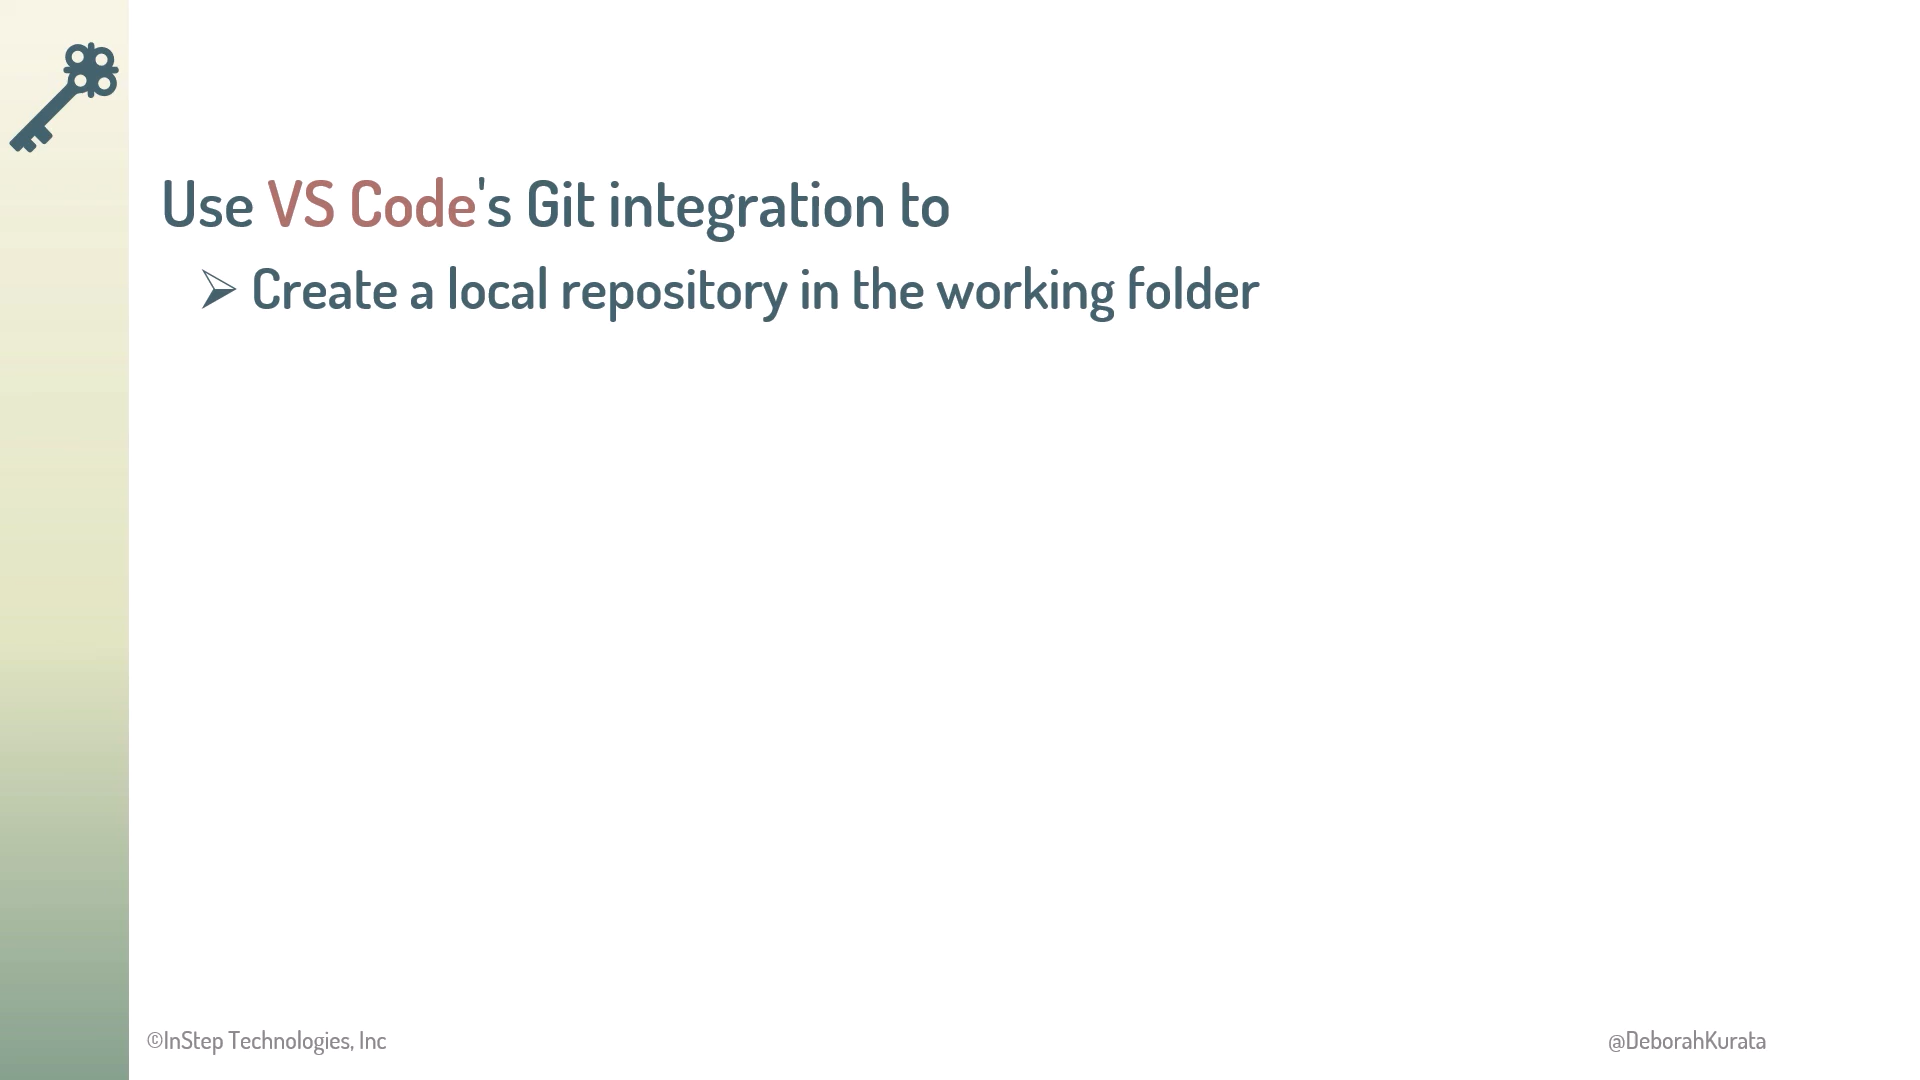 Use VS Code's Git integration to
➢ Create a local repository in the working folder
©InStep Technologies, Inc
@DeborahKurata